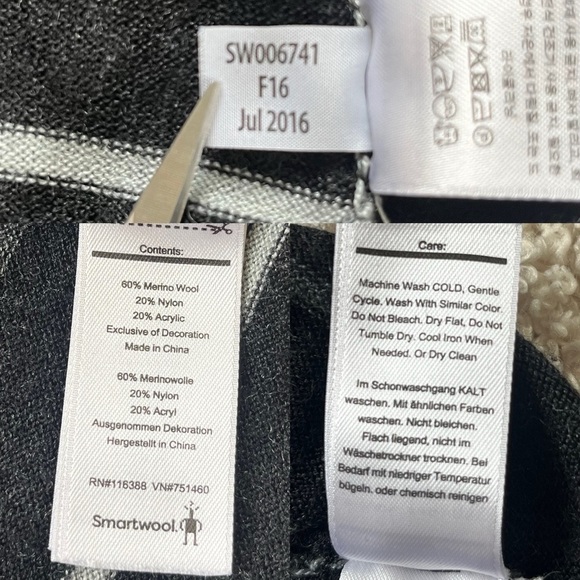 SW006741
F16
Jul 2016
Contents:
60% Merino Wool
20% Nylon
20% Acrylic
Exclusive of Decoration
Made in China
60% Merinowolle
20% Nylon
20% Acryl
Ausgenommen Dekoration
Hergestellt in China
RN#116388 VN#751460
Smartwool
Care:
Machine Wash COLD, Gentle
Cycle. Wash With Similar Color.
Do Not Bleach. Dry Flat, Do Not
Tumble Dry. Cool Iron When
Needed. Or Dry Clean
Im Schonwaschgang KALT
waschen. Mit ähnlichen Farben
waschen. Nicht bleichen.
Flach liegend, nicht im
Wäschetrockner trocknen. Bei
Bedarf mit niedriger Temperatur
bügeln. oder chemisch reinigen